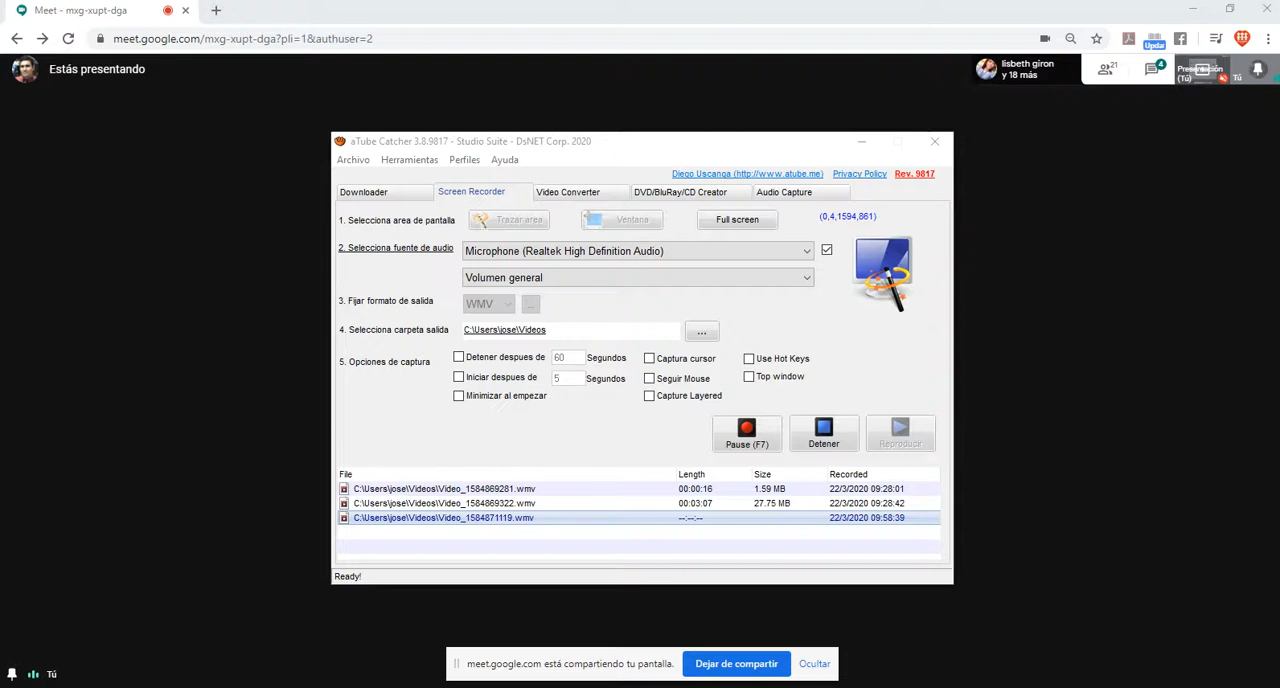 Meet - mxg-xupt-dga
meet.google.com/mxg-xupt-dga?pli=1&authuser=2
Updat
Estás presentando
lisbeth giron
y 18 más
21
4
Presentación
(Tú)
Tú
aTube Catcher 3.8.9817 - Studio Suite - DsNET Corp. 2020
Archivo Herramientas Perfiles Ayuda
Diego Uscanga (http://www.atube.me) Privacy Policy Rev. 9817
Downloader Screen Recorder Video Converter DVD/BluRay/CD Creator Audio Capture
1. Selecciona area de pantalla Trazar area Ventana Full screen (0,4,1594,861)
2. Selecciona fuente de audio Microphone (Realtek High Definition Audio)
Volumen general
3. Fijar formato de salida WMV ...
4. Selecciona carpeta salida C:\Users\jose\Videos ...
5. Opciones de captura
Detener despues de 60 Segundos Captura cursor Use Hot Keys
Iniciar despues de 5 Segundos Seguir Mouse Top window
Minimizar al empezar Capture Layered
Pause (F7) Detener Reproducir
File Length Size Recorded
C:\Users\jose\Videos\Video_1584869281.wmv 00:00:16 1.59 MB 22/3/2020 09:28:01
C:\Users\jose\Videos\Video_1584869322.wmv 00:03:07 27.75 MB 22/3/2020 09:28:42
C:\Users\jose\Videos\Video_1584871119.wmv --:--:-- 22/3/2020 09:58:39
Ready!
meet.google.com está compartiendo tu pantalla. Dejar de compartir Ocultar
Tú